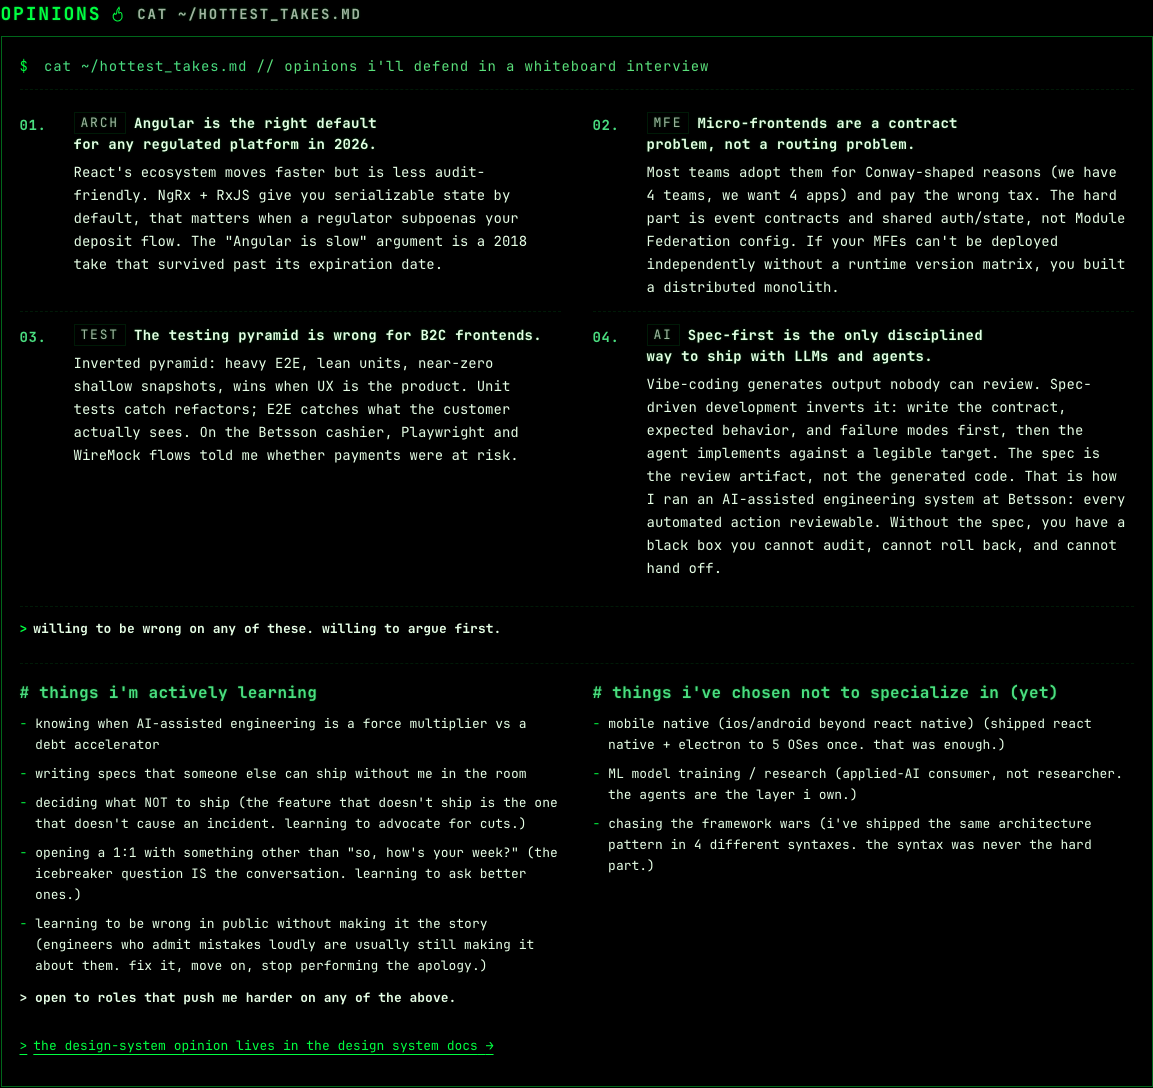 OPINIONS CAT ~/HOTTEST_TAKES.MD
$ cat ~/hottest_takes.md // opinions i'll defend in a whiteboard interview
01. ARCH Angular is the right default
for any regulated platform in 2026.
React's ecosystem moves faster but is less audit-
friendly. NgRx + RxJS give you serializable state by
default, that matters when a regulator subpoenas your
deposit flow. The "Angular is slow" argument is a 2018
take that survived past its expiration date.
02. MFE Micro-frontends are a contract
problem, not a routing problem.
Most teams adopt them for Conway-shaped reasons (we have
4 teams, we want 4 apps) and pay the wrong tax. The hard
part is event contracts and shared auth/state, not Module
Federation config. If your MFEs can't be deployed
independently without a runtime version matrix, you built
a distributed monolith.
03. TEST The testing pyramid is wrong for B2C frontends.
Inverted pyramid: heavy E2E, lean units, near-zero
shallow snapshots, wins when UX is the product. Unit
tests catch refactors; E2E catches what the customer
actually sees. On the Betsson cashier, Playwright and
WireMock flows told me whether payments were at risk.
04. AI Spec-first is the only disciplined
way to ship with LLMs and agents.
Vibe-coding generates output nobody can review. Spec-
driven development inverts it: write the contract,
expected behavior, and failure modes first, then the
agent implements against a legible target. The spec is
the review artifact, not the generated code. That is how
I ran an AI-assisted engineering system at Betsson: every
automated action reviewable. Without the spec, you have a
black box you cannot audit, cannot roll back, and cannot
hand off.
> willing to be wrong on any of these. willing to argue first.
# things i'm actively learning
- knowing when AI-assisted engineering is a force multiplier vs a
debt accelerator
- writing specs that someone else can ship without me in the room
- deciding what NOT to ship (the feature that doesn't ship is the one
that doesn't cause an incident. learning to advocate for cuts.)
- opening a 1:1 with something other than "so, how's your week?" (the
icebreaker question IS the conversation. learning to ask better
ones.)
- learning to be wrong in public without making it the story
(engineers who admit mistakes loudly are usually still making it
about them. fix it, move on, stop performing the apology.)
> open to roles that push me harder on any of the above.
# things i've chosen not to specialize in (yet)
- mobile native (ios/android beyond react native) (shipped react
native + electron to 5 OSes once. that was enough.)
- ML model training / research (applied-AI consumer, not researcher.
the agents are the layer i own.)
- chasing the framework wars (i've shipped the same architecture
pattern in 4 different syntaxes. the syntax was never the hard
part.)
> the design-system opinion lives in the design system docs →